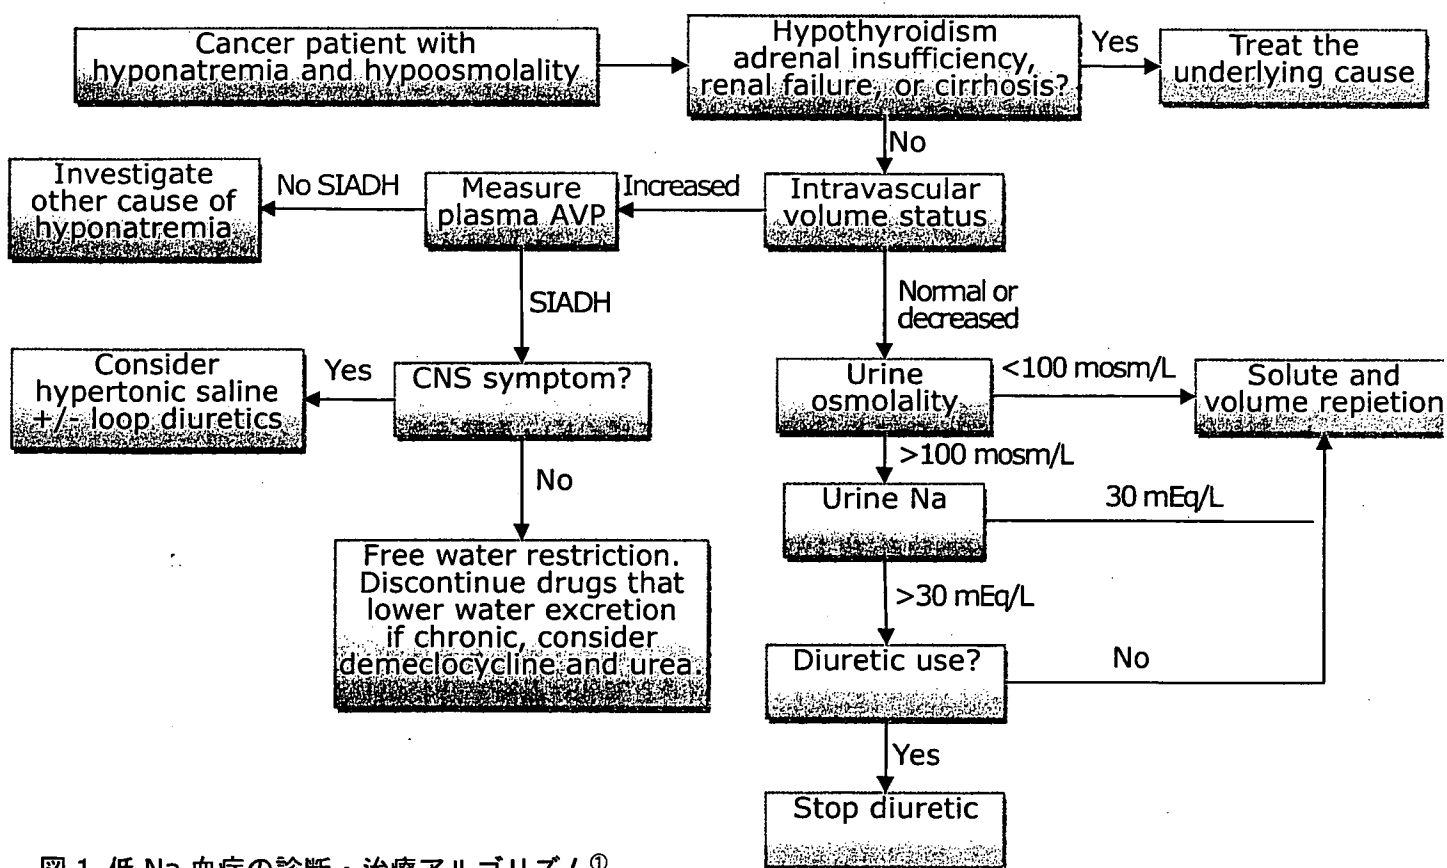 Cancer patient with
hyponatremia and hypoosmolality
Hypothyroidism
adrenal insufficiency,
renal failure, or cirrhosis?
Yes
Treat the
underlying cause
No
Investigate
other cause of
hyponatremia.
No SIADH
Measure
plasma AVP
Increased
Intravascular
volume status
SIADH
Normal or
decreased
Consider
hypertonic saline
+/- loop diuretics
Yes
CNS symptom?
Urine
osmolality
<100 mosm/L
Solute and
volume repietion
>100 mosm/L
No
Urine Na
30 mEq/L
Free water restriction.
Discontinue drugs that
lower water excretion
if chronic, consider
demeclocycline and urea.
>30 mEq/L
Diuretic use?
No
Yes
Stop diuretic
図1 低 Na 血症の診断・治療アルゴリズム①